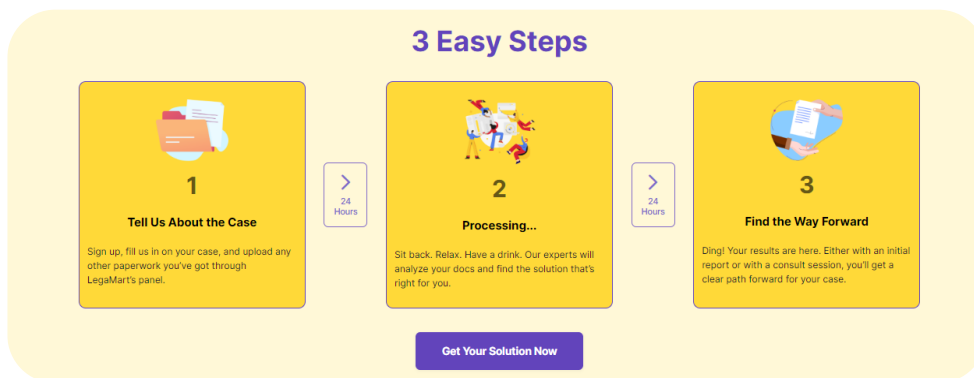 3 Easy Steps
1
Tell Us About the Case
Sign up, fill us in on your case, and upload any
other paperwork you've got through
LegaMart's panel.
24
Hours
2
Processing...
Sit back. Relax. Have a drink. Our experts will
analyze your docs and find the solution that's
right for you.
24
Hours
3
Find the Way Forward
Ding! Your results are here. Either with an initial
report or with a consult session, you'll get a
clear path forward for your case.
Get Your Solution Now